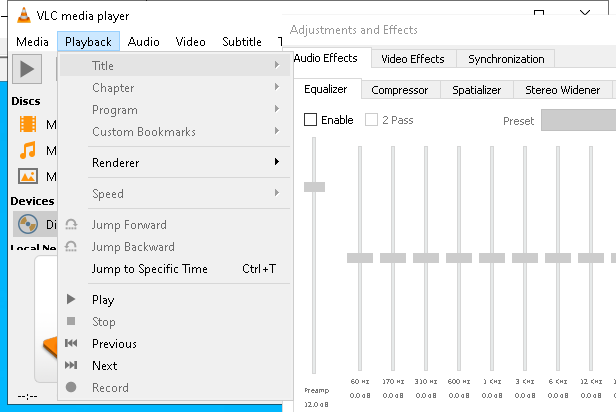 VLC media player
Media Playback Audio Video Subtitle T
Title
Chapter
Program
Custom Bookmarks
Renderer
Speed
Jump Forward
Jump Backward
Jump to Specific Time Ctrl+T
Play
Stop
Previous
Next
Record
Discs
M
M
M
Devices
Di
Local Ne
--:--
Adjustments and Effects
Audio Effects Video Effects Synchronization
Equalizer Compressor Spatializer Stereo Widener
Enable 2 Pass Preset
60 Hz 170 Hz 310 Hz 600 Hz 1 KHz 3 KHz 6 KHz 12 KHz
Preamp 0.0 dB 0.0 dB 0.0 dB 0.0 dB 0.0 dB 0.0 dB 0.0 dB 0.0 dB
12.0 dB